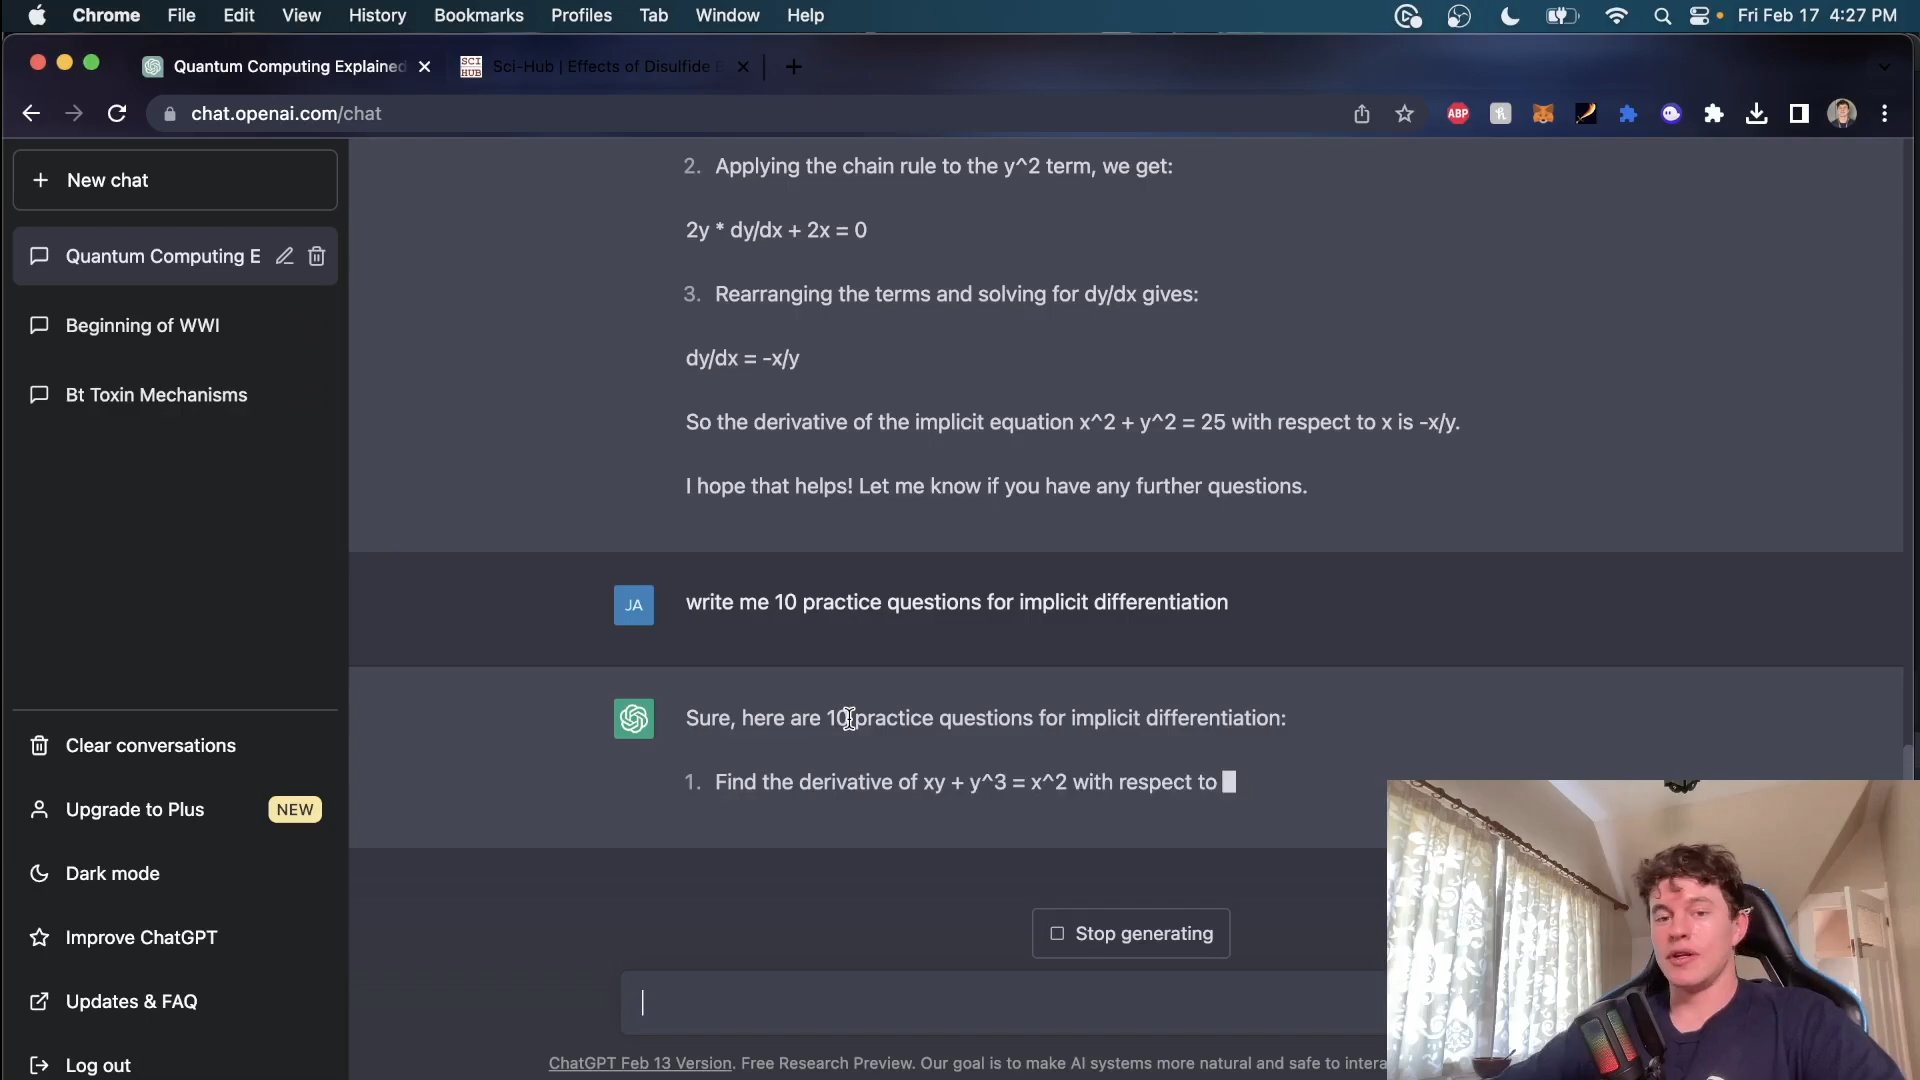 Chrome File Edit View History Bookmarks Profiles Tab Window Help Fri Feb 17 4:27 PM
Quantum Computing Explained
SCI HUB Sci-Hub | Effects of Disulfide
chat.openai.com/chat
ABP
New chat
Quantum Computing E
Beginning of WWI
Bt Toxin Mechanisms
Clear conversations
Upgrade to Plus NEW
Dark mode
Improve ChatGPT
Updates & FAQ
Log out
2. Applying the chain rule to the y^2 term, we get:
2y * dy/dx + 2x = 0
3. Rearranging the terms and solving for dy/dx gives:
dy/dx = -x/y
So the derivative of the implicit equation x^2 + y^2 = 25 with respect to x is -x/y.
I hope that helps! Let me know if you have any further questions.
JA write me 10 practice questions for implicit differentiation
Sure, here are 10 practice questions for implicit differentiation:
1. Find the derivative of xy + y^3 = x^2 with respect to
Stop generating
ChatGPT Feb 13 Version. Free Research Preview. Our goal is to make AI systems more natural and safe to intera